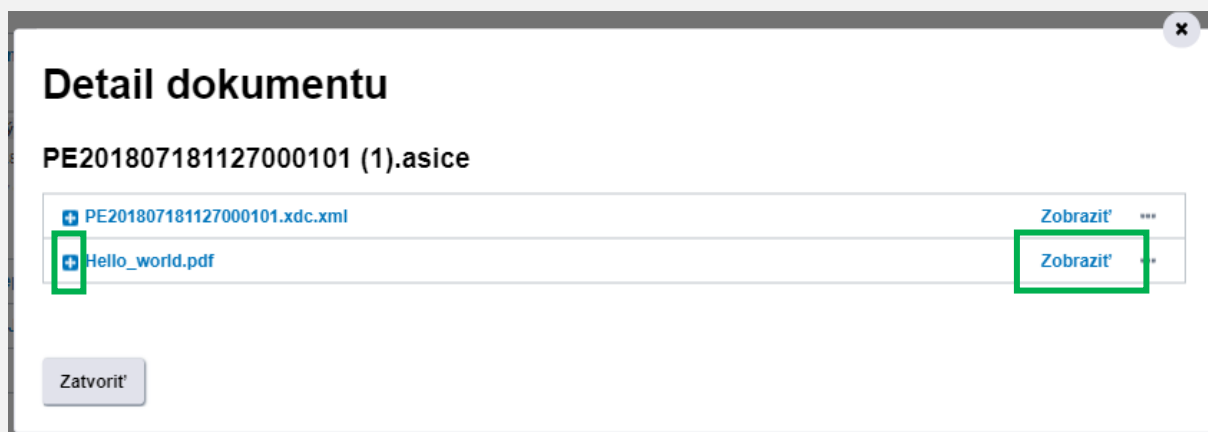 Detail dokumentu
PE201807181127000101 (1).asice
PE201807181127000101.xdc.xml Zobraziť ...
Hello_world.pdf Zobraziť ...
Zatvoriť